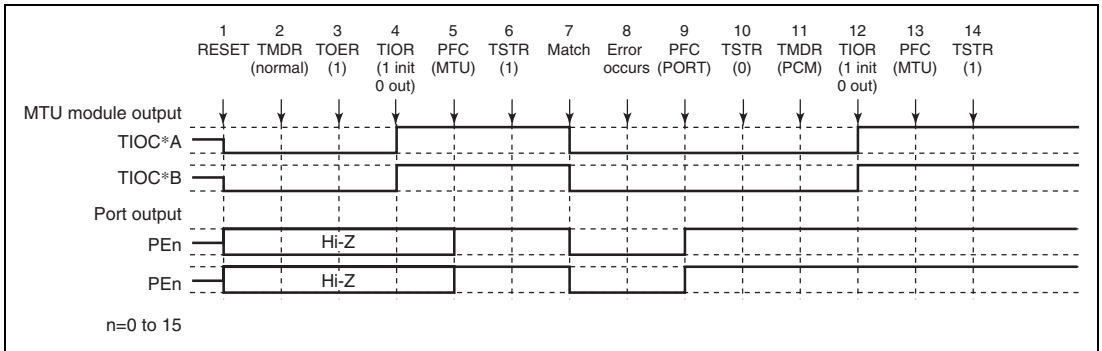 1 2 3 4 5 6 7 8 9 10 11 12 13 14
RESET TMDR TOER TIOR PFC TSTR Match Error PFC TSTR TMDR TIOR PFC TSTR
(normal) (1) (1 init (MTU) (1) occurs (PORT) (0) (PCM) (1 init (MTU) (1)
0 out) 0 out)
MTU module output
TIOC*A
TIOC*B
Port output
PEn Hi-Z
PEn Hi-Z
n=0 to 15